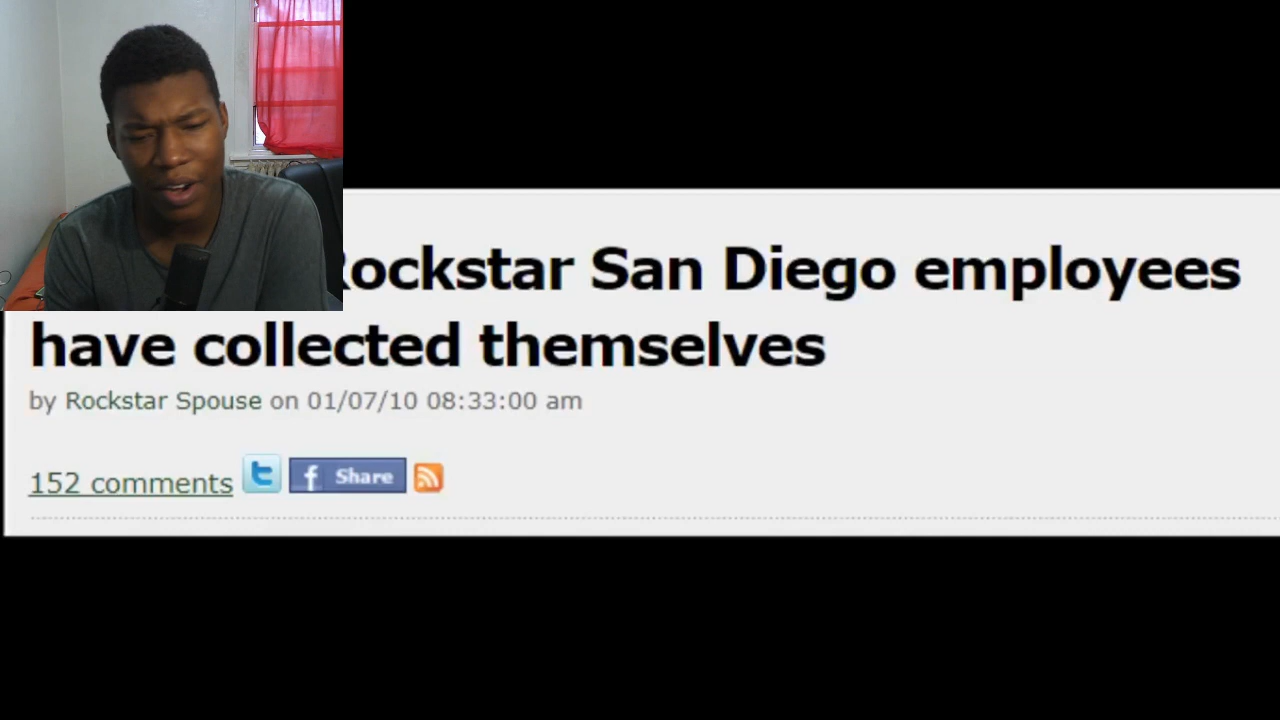 Rockstar San Diego employees
have collected themselves
by Rockstar Spouse on 01/07/10 08:33:00 am
152 comments Share